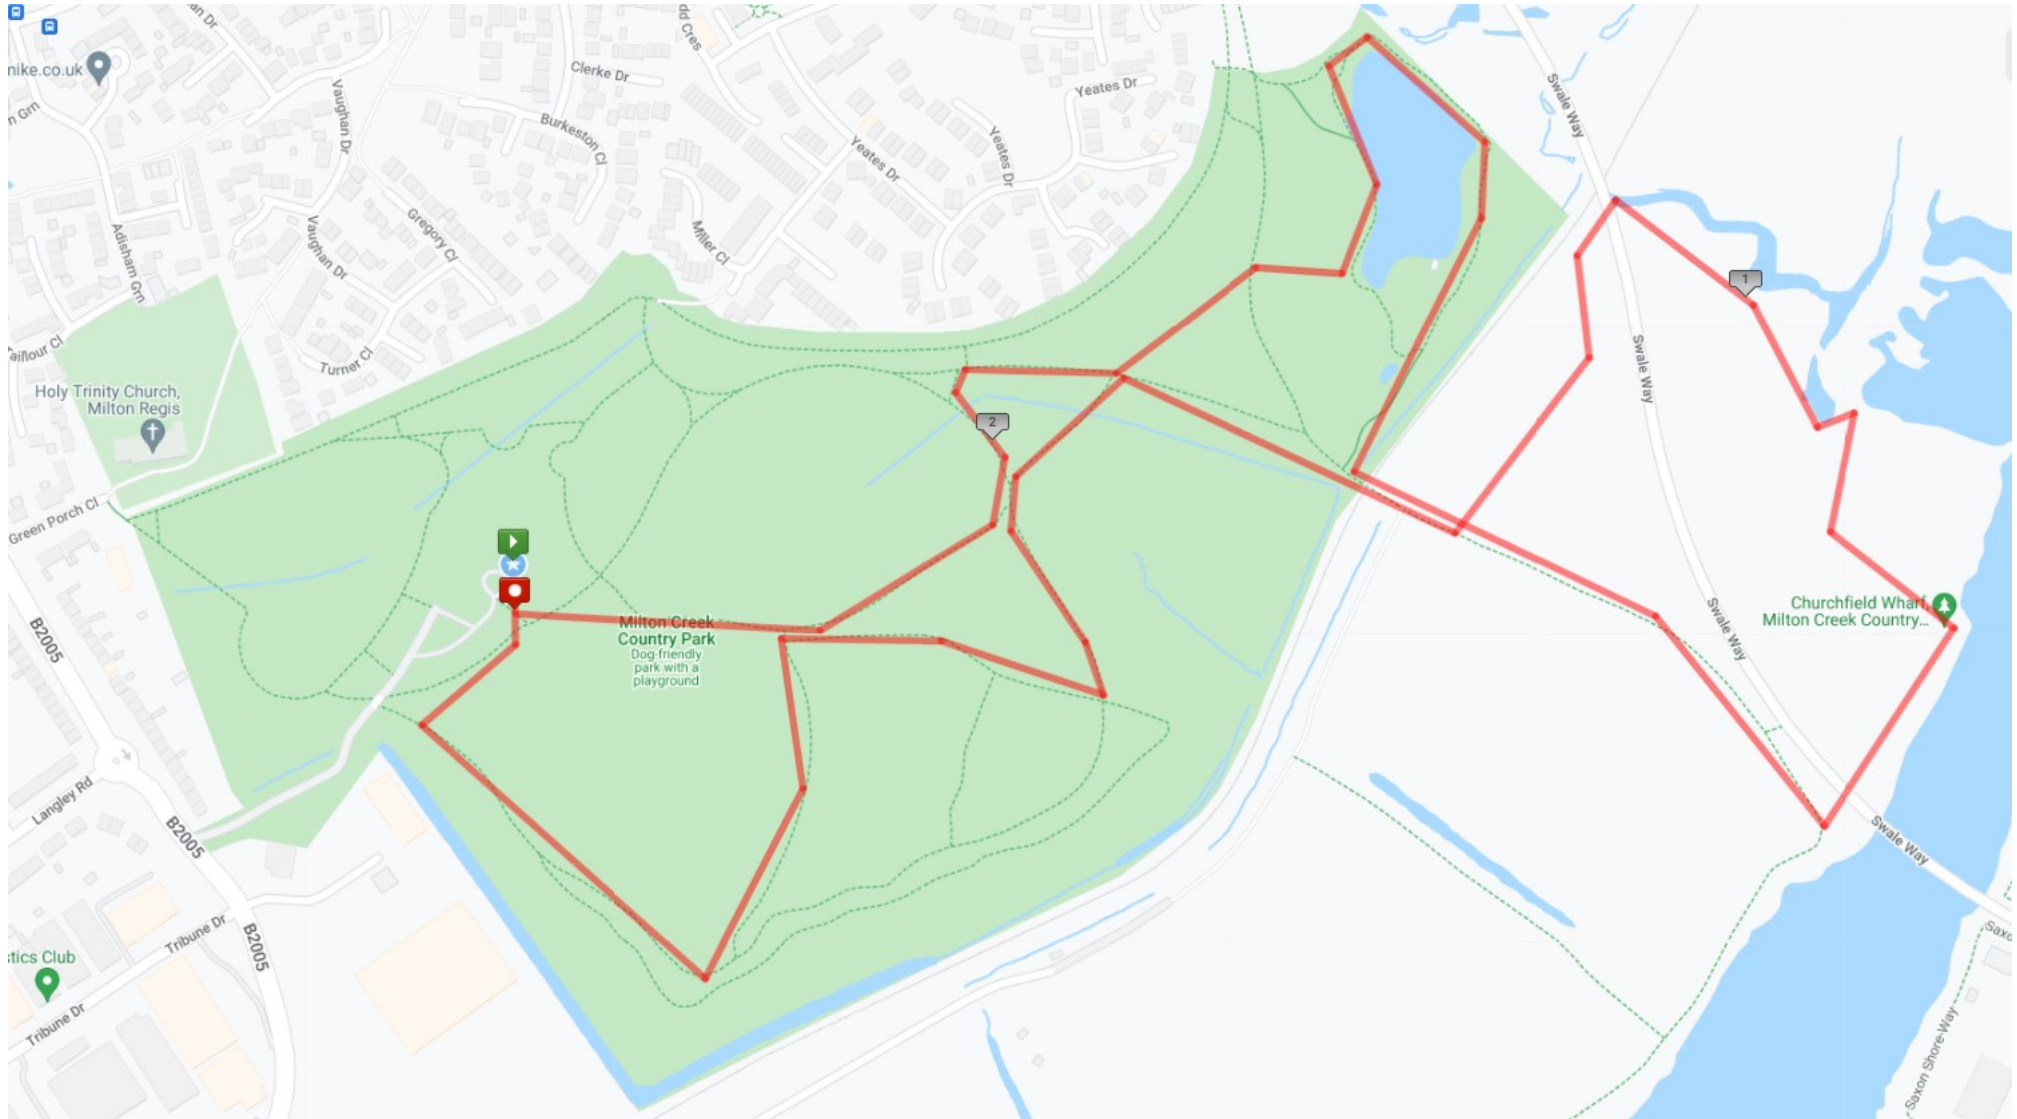 Vaughan Dr
Clerke Dr
Burkeston Cl
Yeates Dr
Yeates Dr
Yeates Dr
Swale Way
Adisham Grn
Vaughan Dr
Gregory Cl
Miller Cl
Turner Cl
1
Swale Way
Holy Trinity Church,
Milton Regis
2
Green Porch Cl
B2005
Milton Creek
Country Park
Dog-friendly
park with a
playground
Churchfield Wharf,
Milton Creek Country...
Swale Way
Langley Rd
B2005
Swale Way
Tribune Dr
B2005
Tribune Dr
Saxon Shore Way